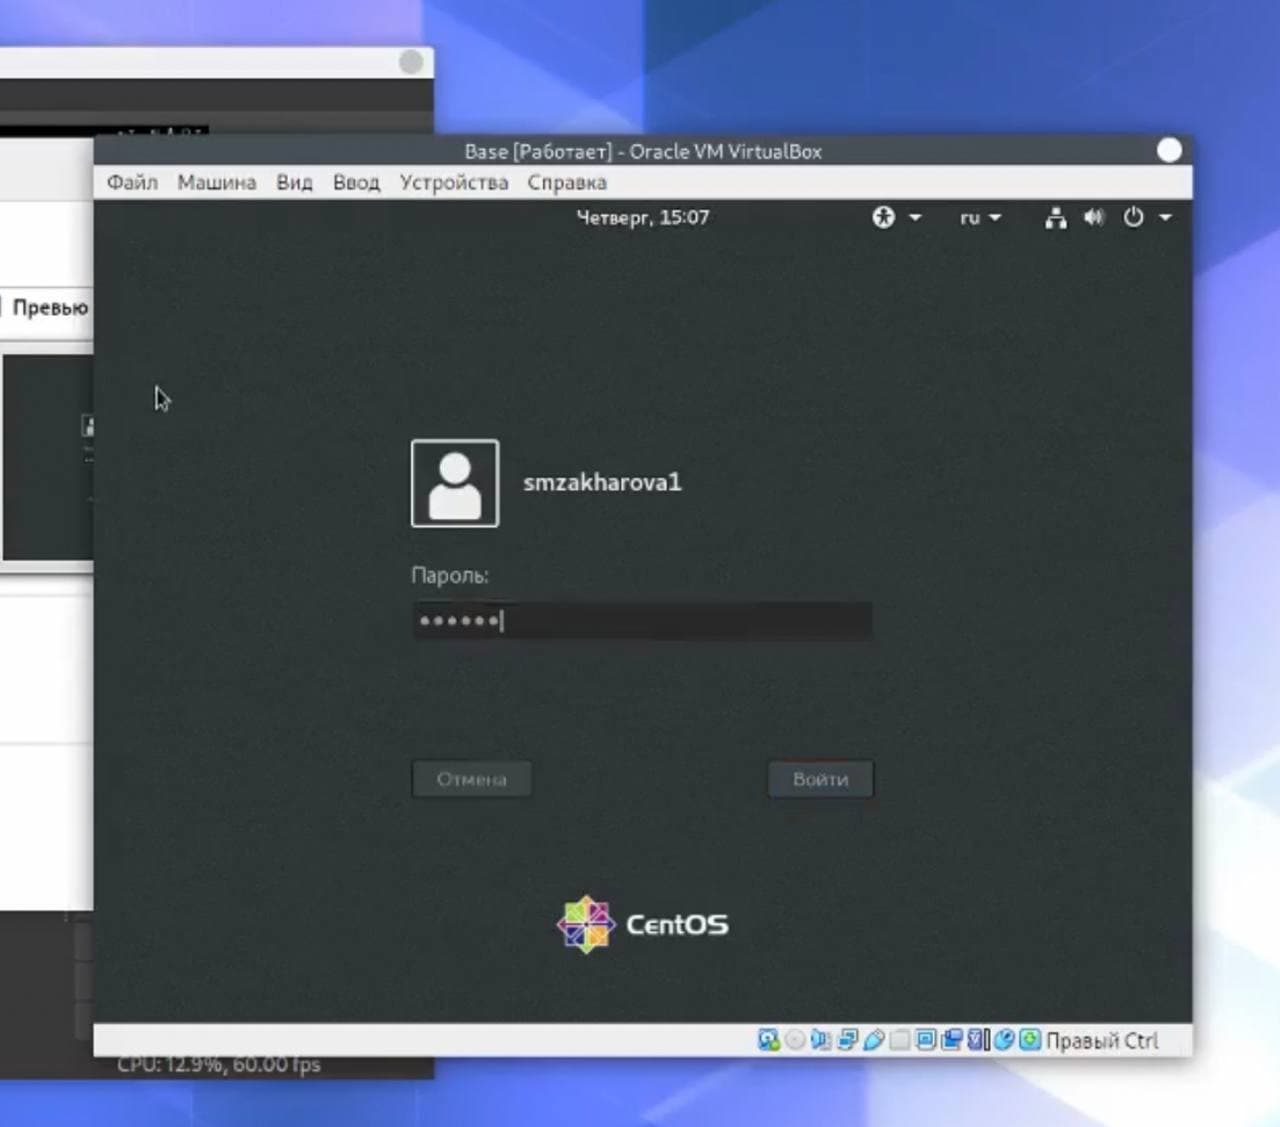 Base [Работает] - Oracle VM VirtualBox
Файл Машина Вид Ввод Устройства Справка
Четверг, 15:07
ru
Превью
smzakharova1
Пароль:
Отмена
Войти
CentOS
Правый Ctrl
CPU: 12.9%, 60.00 fps